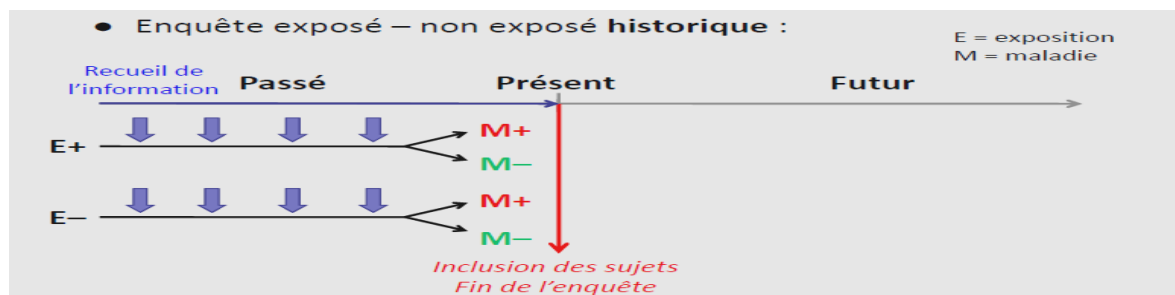 ● Enquête exposé – non exposé historique :
E = exposition
M = maladie
Recueil de
l’information
Passé
Présent
Futur
E+
M+
M–
E–
M+
M–
Inclusion des sujets
Fin de l’enquête